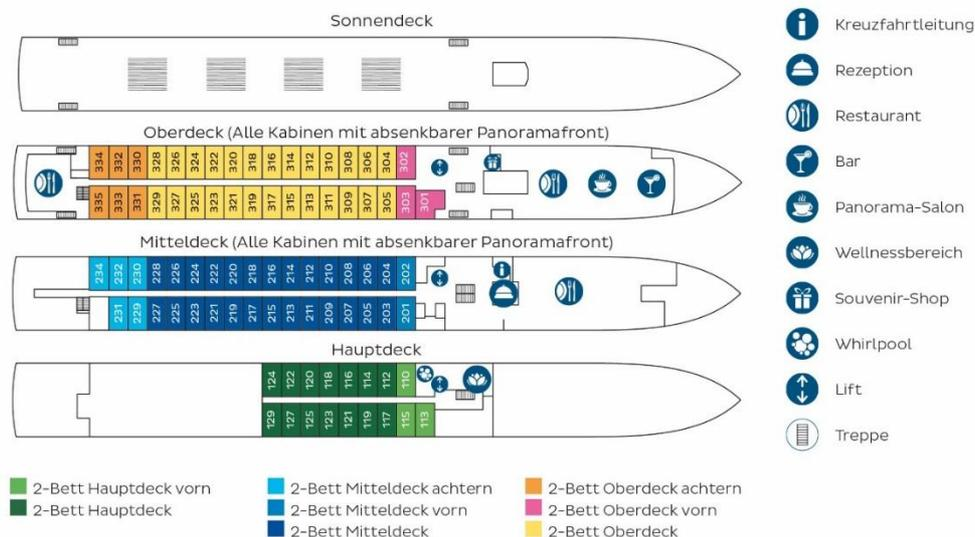 Sonnendeck
Oberdeck (Alle Kabinen mit absenkbarer Panoramafront)
334 332 330 328 326 324 322 320 318 316 314 312 310 308 306 304 302
335 333 331 329 327 325 323 321 319 317 315 313 311 309 307 305 303 301
Mitteldeck (Alle Kabinen mit absenkbarer Panoramafront)
234 232 230 228 226 224 222 220 218 216 214 212 210 208 206 204 202
231 229 227 225 223 221 219 217 215 213 211 209 207 205 203 201
Hauptdeck
124 122 120 118 116 114 112 110
129 127 125 123 121 119 117 115 113
Kreuzfahrtleitung
Rezeption
Restaurant
Bar
Panorama-Salon
Wellnessbereich
Souvenir-Shop
Whirlpool
Lift
Treppe
2-Bett Hauptdeck vorn
2-Bett Hauptdeck
2-Bett Mitteldeck achtern
2-Bett Mitteldeck vorn
2-Bett Mitteldeck
2-Bett Oberdeck achtern
2-Bett Oberdeck vorn
2-Bett Oberdeck